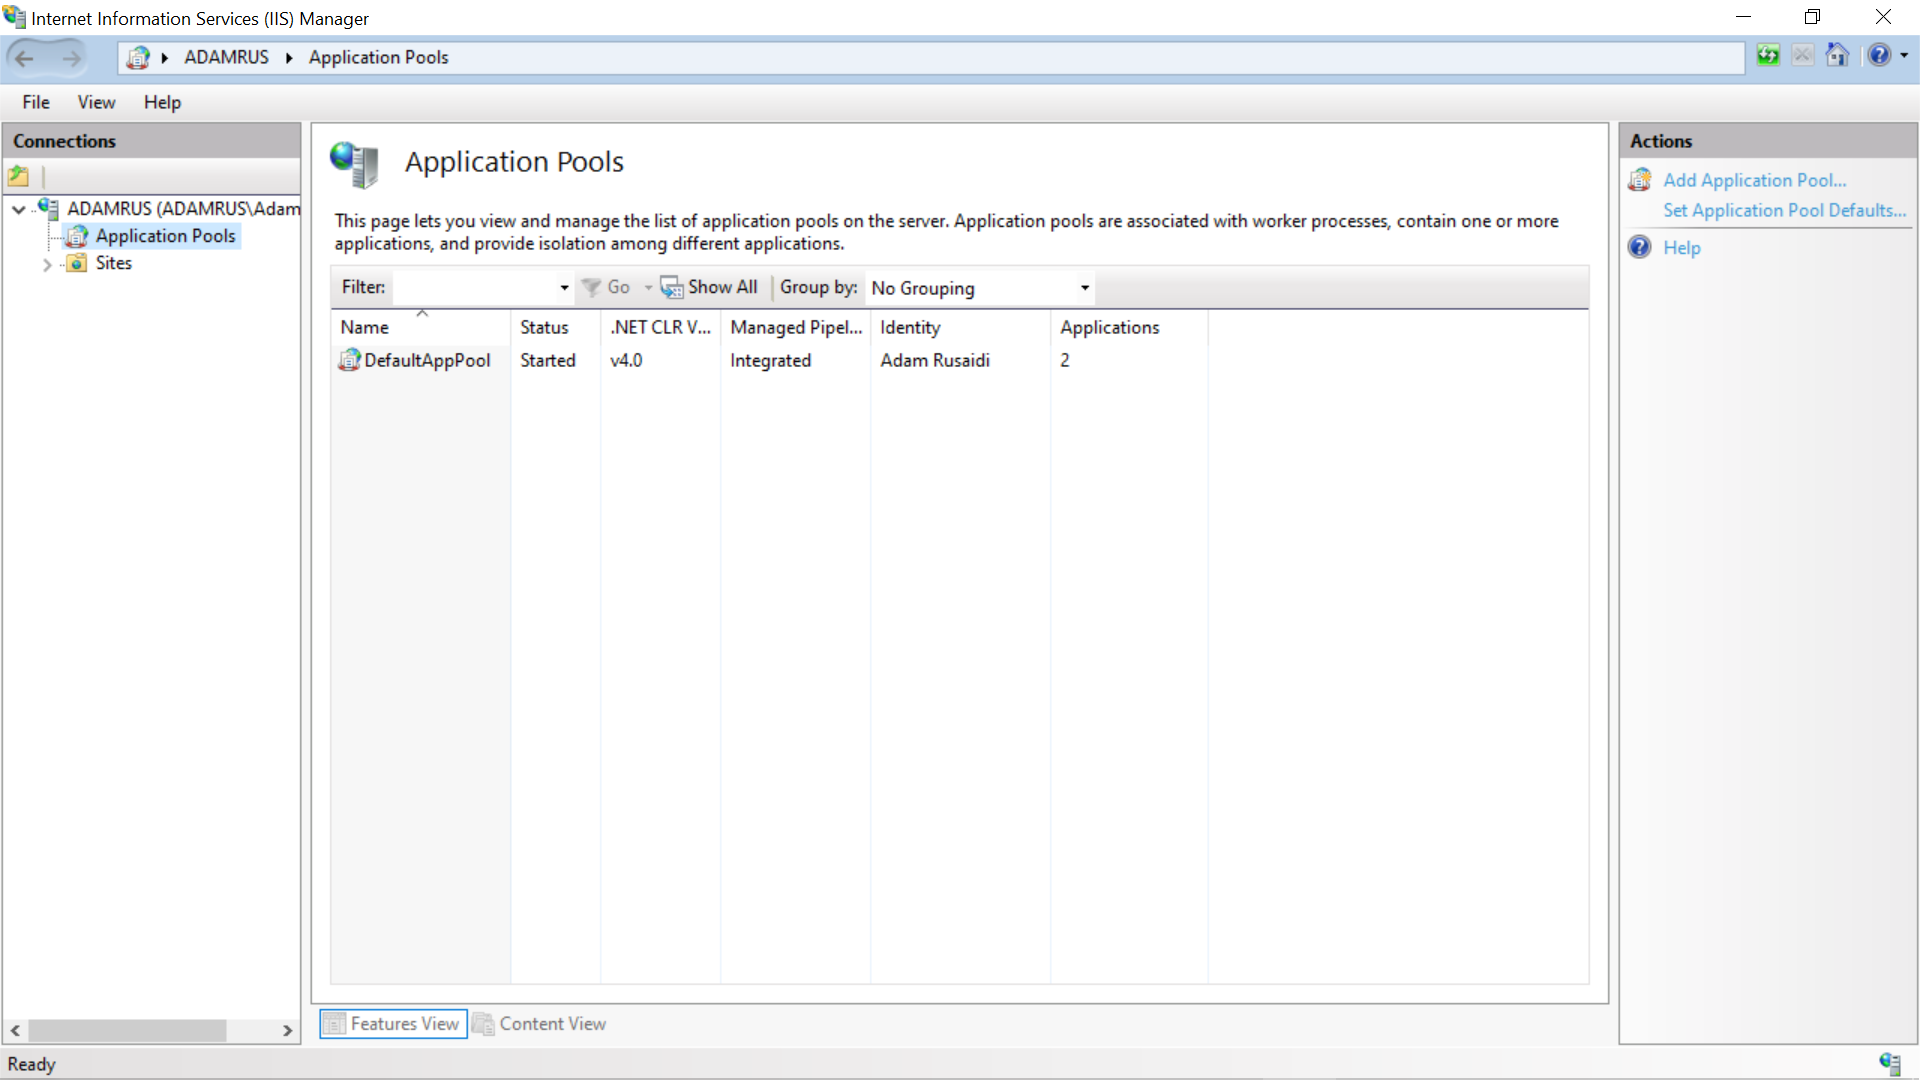 Internet Information Services (IIS) Manager
ADAMRUS Application Pools
File View Help
Connections
ADAMRUS (ADAMRUS\Adam
Application Pools
Sites
Application Pools
This page lets you view and manage the list of application pools on the server. Application pools are associated with worker processes, contain one or more
applications, and provide isolation among different applications.
Filter: Go Show All Group by: No Grouping
Name Status .NET CLR V... Managed Pipel... Identity Applications
DefaultAppPool Started v4.0 Integrated Adam Rusaidi 2
Features View Content View
Actions
Add Application Pool...
Set Application Pool Defaults...
Help
Ready